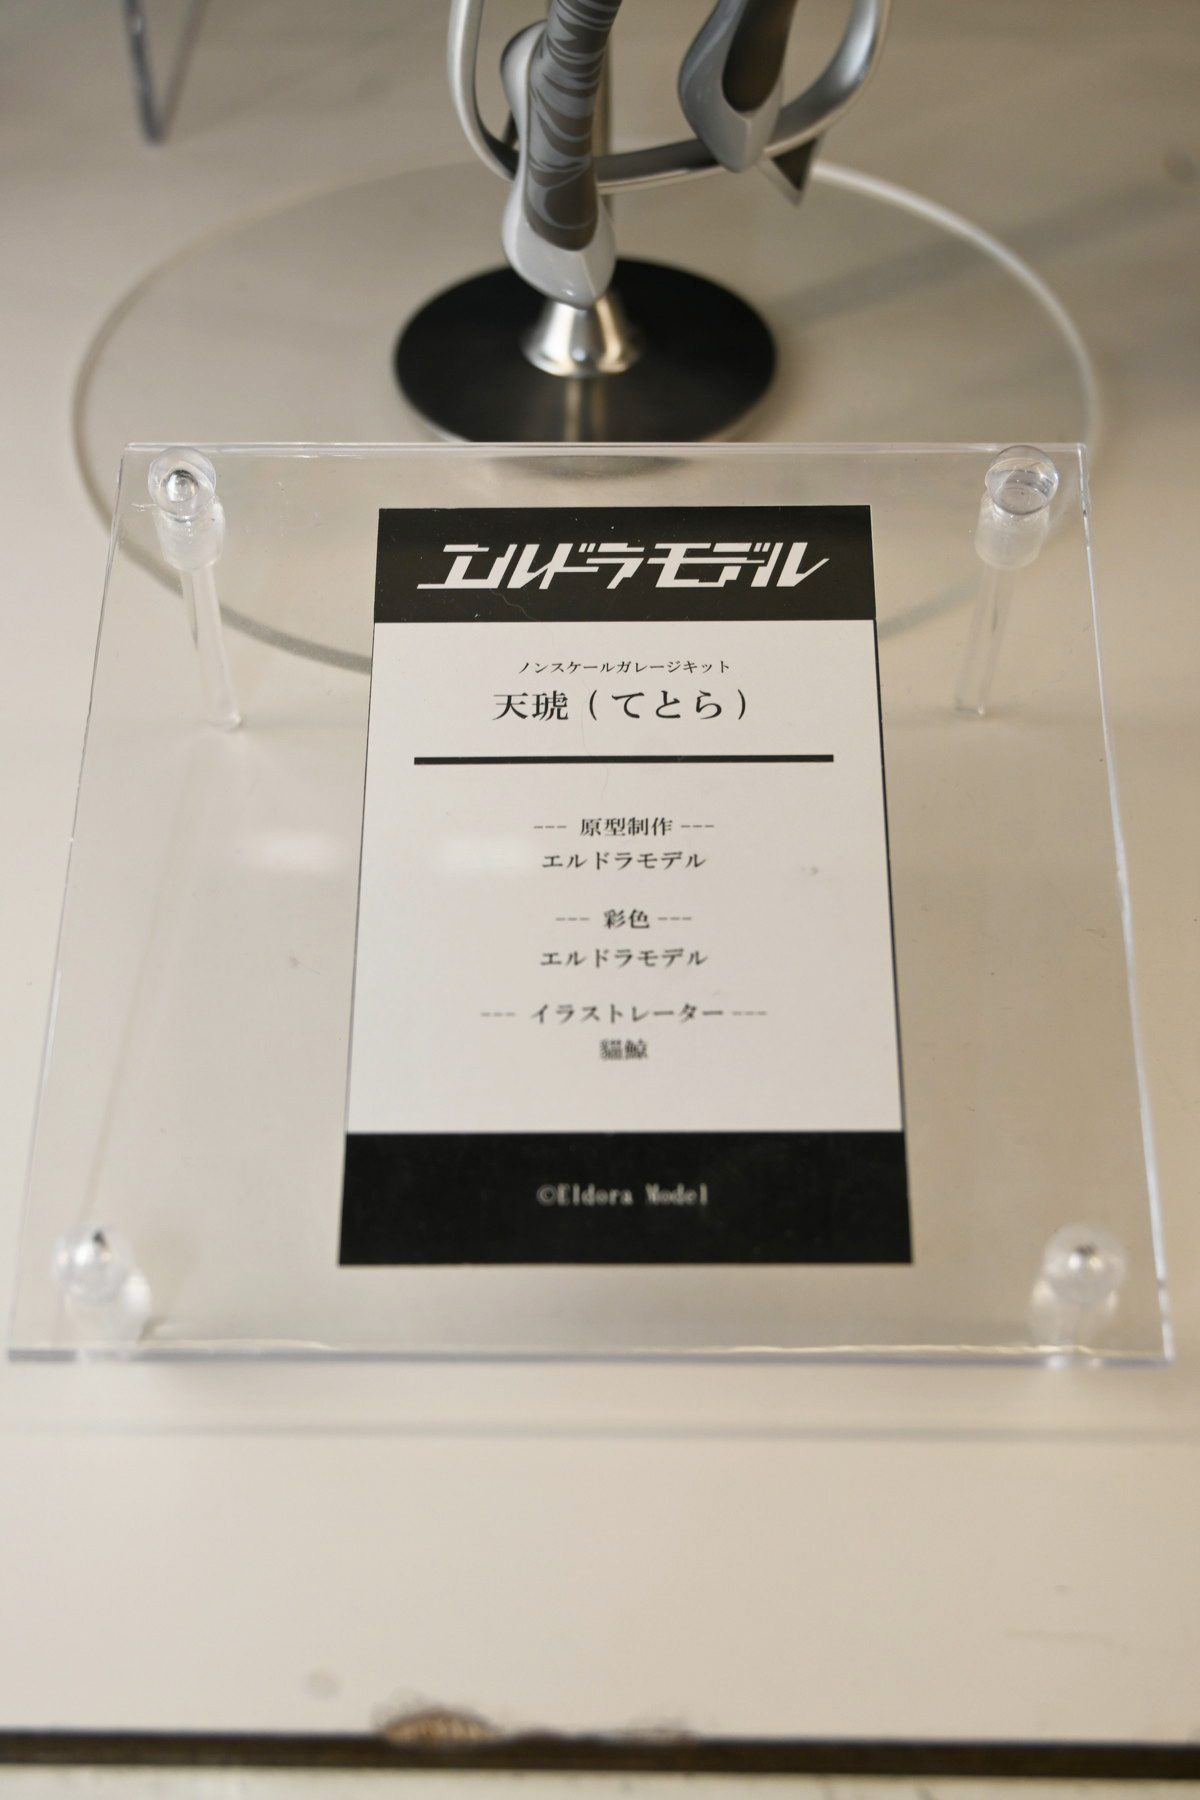 エルドラモデル
ノンスケールガレージキット
天琥(てとら)
--- 原型制作 ---
エルドラモデル
--- 彩色 ---
エルドラモデル
--- イラストレーター ---
貓鯨
©Eldora Model